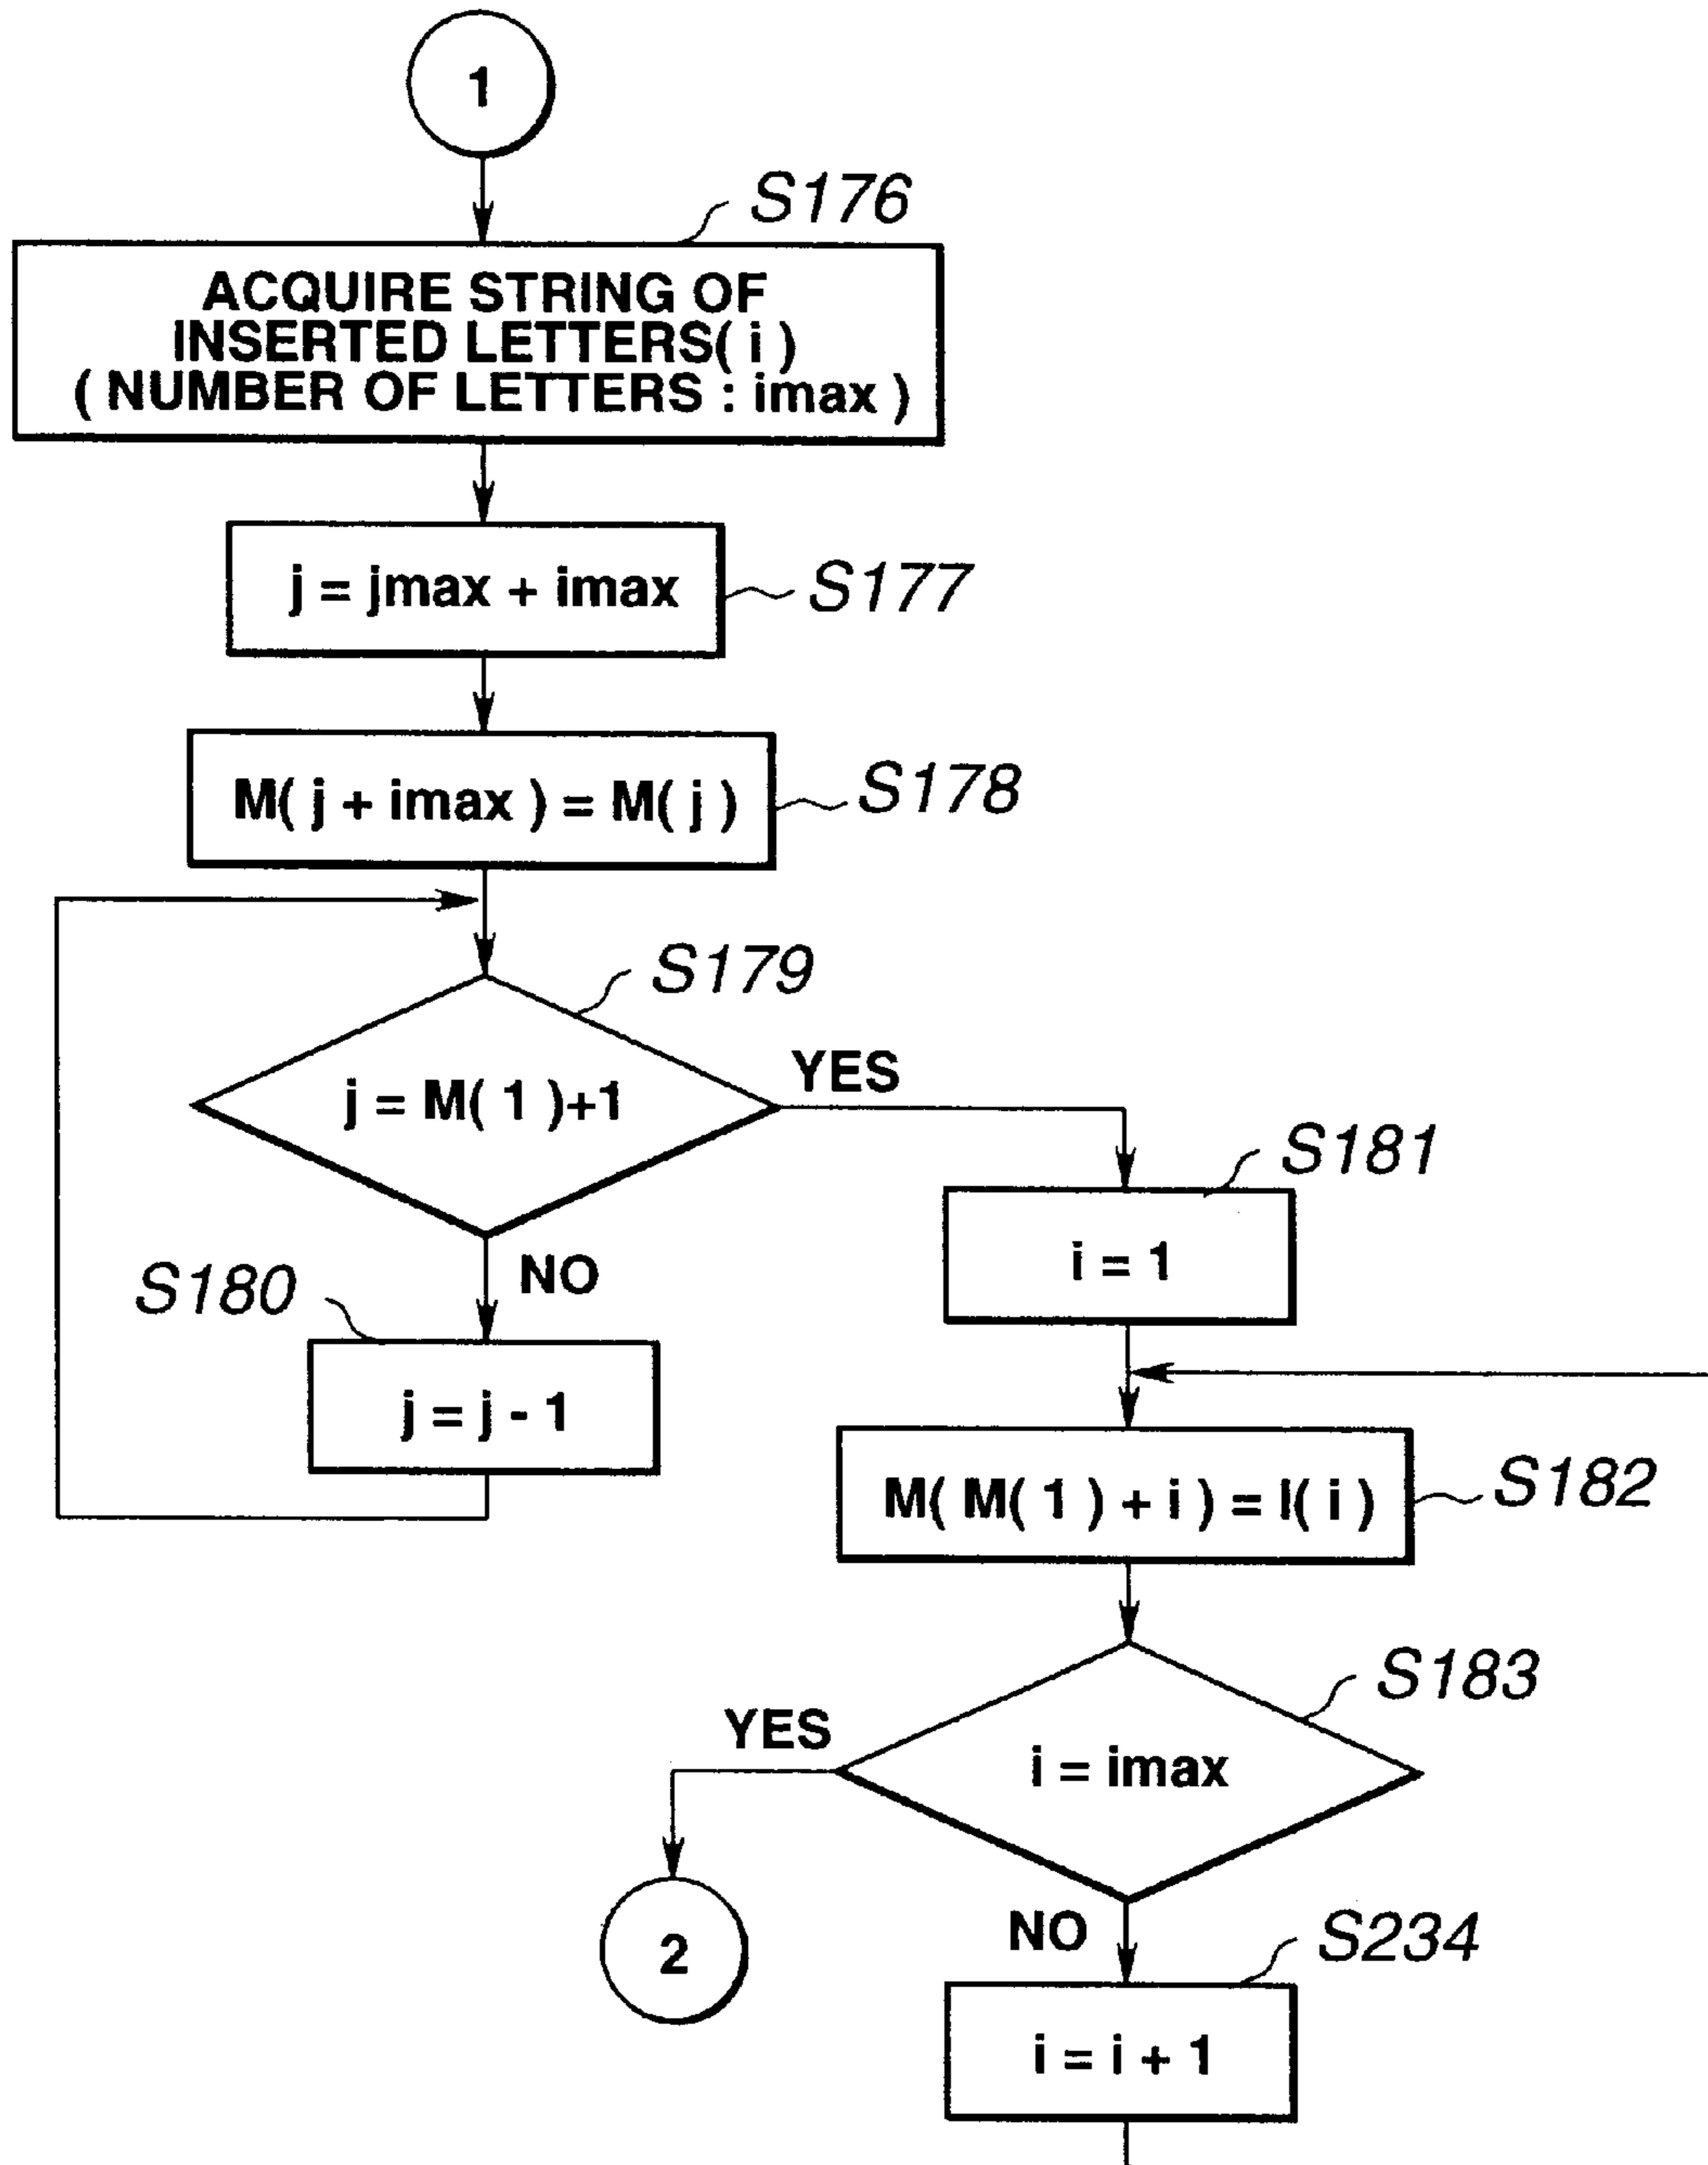 1
S176
ACQUIRE STRING OF
INSERTED LETTERS( i )
( NUMBER OF LETTERS : imax )
j = jmax + imax
S177
M( j + imax ) = M( j )
S178
S179
j = M( 1 )+1
YES
NO
S180
j = j - 1
S181
i = 1
M( M( 1 ) + i ) = I( i )
S182
S183
i = imax
YES
2
NO
S234
i = i + 1